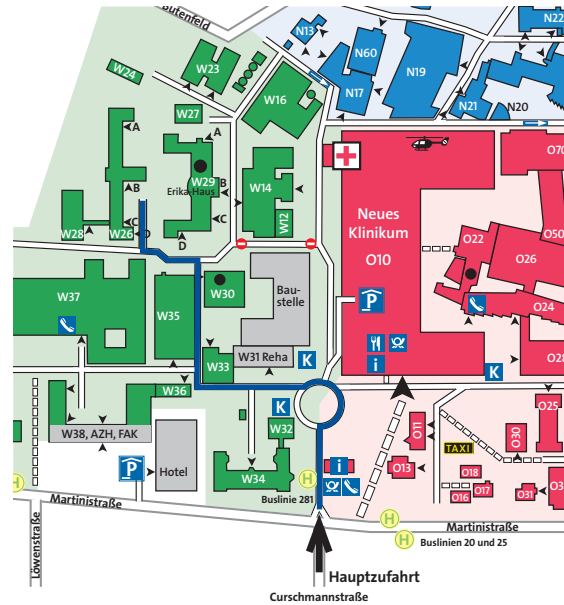 utenfeld
N13
N22
N60
N19
W23
W24
W16
N17
N21
N20
W27
A
A
O70
W29
Erika-Haus
B
B
W14
Neues
Klinikum
O10
C
C
W12
O50
W28
W26
D
D
O22
O26
W37
W35
W30
Bau-
stelle
P
O24
W31 Reha
K
i
O28
W33
K
W36
K
O25
W38, AZH, FAK
W32
O11
O30
TAXI
P
Hotel
W34
H
i
O13
O18
O17
O16
O31
O3
H
Buslinie 281
Martinistraße
H
Martinistraße
H
Buslinien 20 und 25
Löwenstraße
Hauptzufahrt
Curschmannstraße